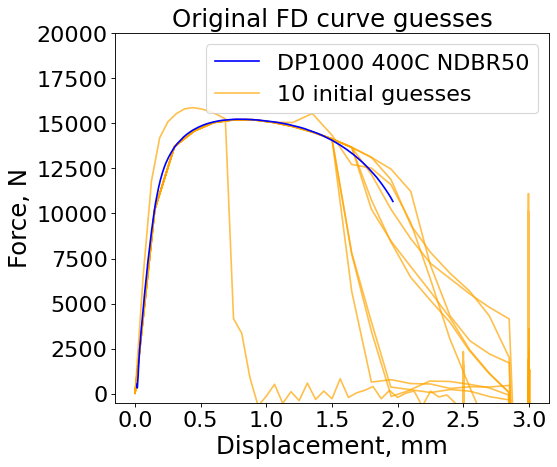 Original FD curve guesses
20000
17500
15000
12500
10000
7500
5000
2500
0
Force, N
DP1000 400C NDBR50
10 initial guesses
0.0 0.5 1.0 1.5 2.0 2.5 3.0
Displacement, mm